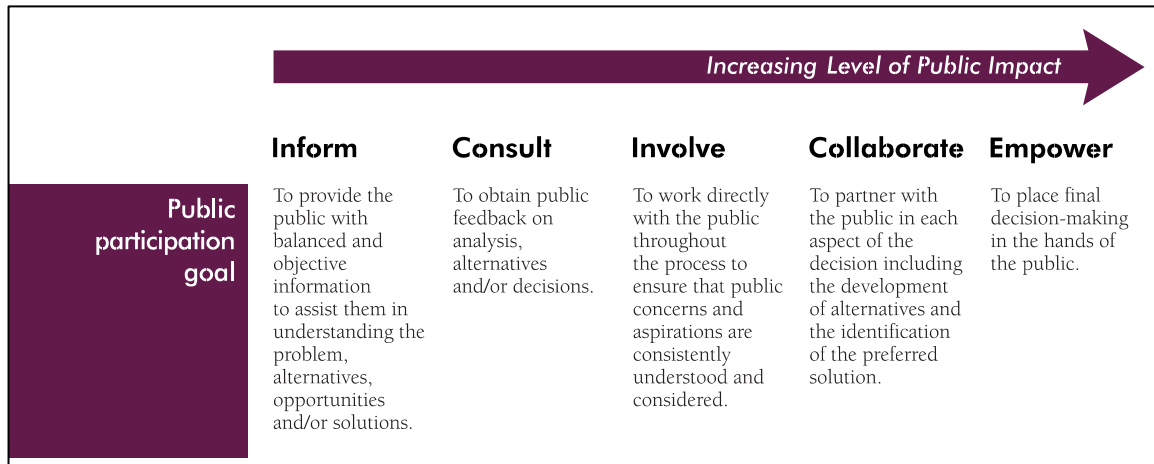 Increasing Level of Public Impact
Inform
Consult
Involve
Collaborate
Empower
Public
participation
goal
To provide the
public with
balanced and
objective
information
to assist them in
understanding the
problem,
alternatives,
opportunities
and/or solutions.
To obtain public
feedback on
analysis,
alternatives
and/or decisions.
To work directly
with the public
throughout
the process to
ensure that public
concerns and
aspirations are
consistently
understood and
considered.
To partner with
the public in each
aspect of the
decision including
the development
of alternatives and
the identification
of the preferred
solution.
To place final
decision-making
in the hands of
the public.